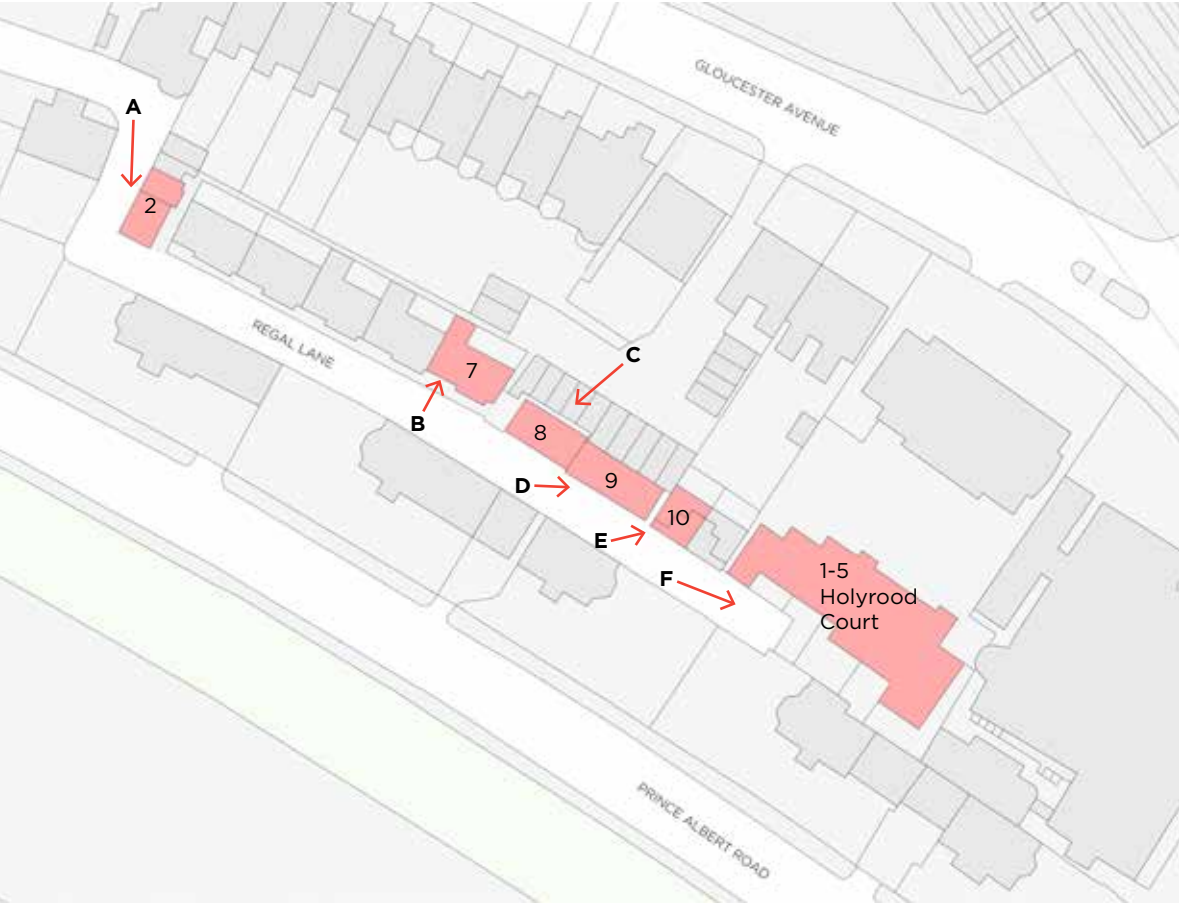 GLOUCESTER AVENUE
A
2
REGAL LANE
C
7
B
8
9
D
10
E
F
1-5
Holyrood
Court
PRINCE ALBERT ROAD